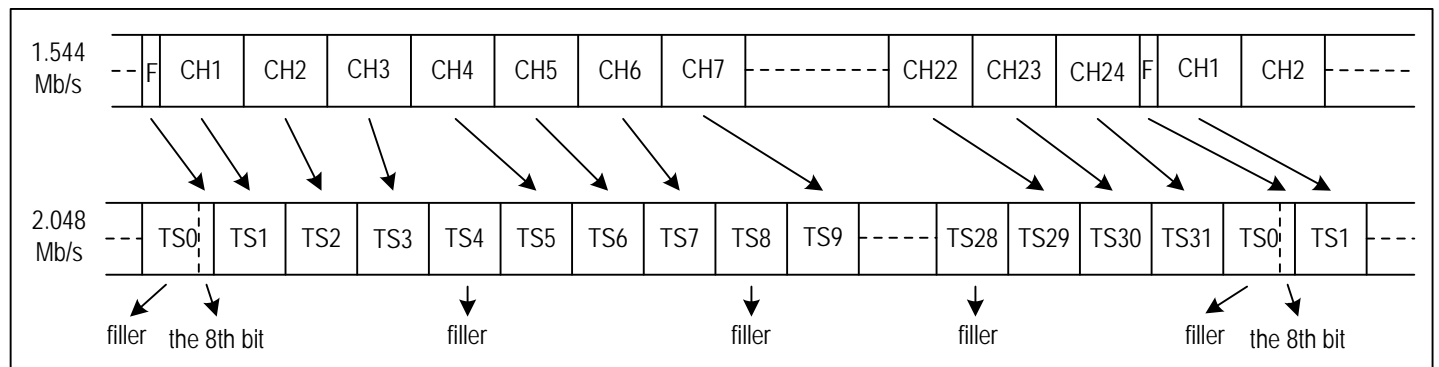 1.544
Mb/s
F CH1 CH2 CH3 CH4 CH5 CH6 CH7 CH22 CH23 CH24 F CH1 CH2
2.048
Mb/s
TS0 TS1 TS2 TS3 TS4 TS5 TS6 TS7 TS8 TS9 TS28 TS29 TS30 TS31 TS0 TS1
filler the 8th bit filler filler filler filler the 8th bit